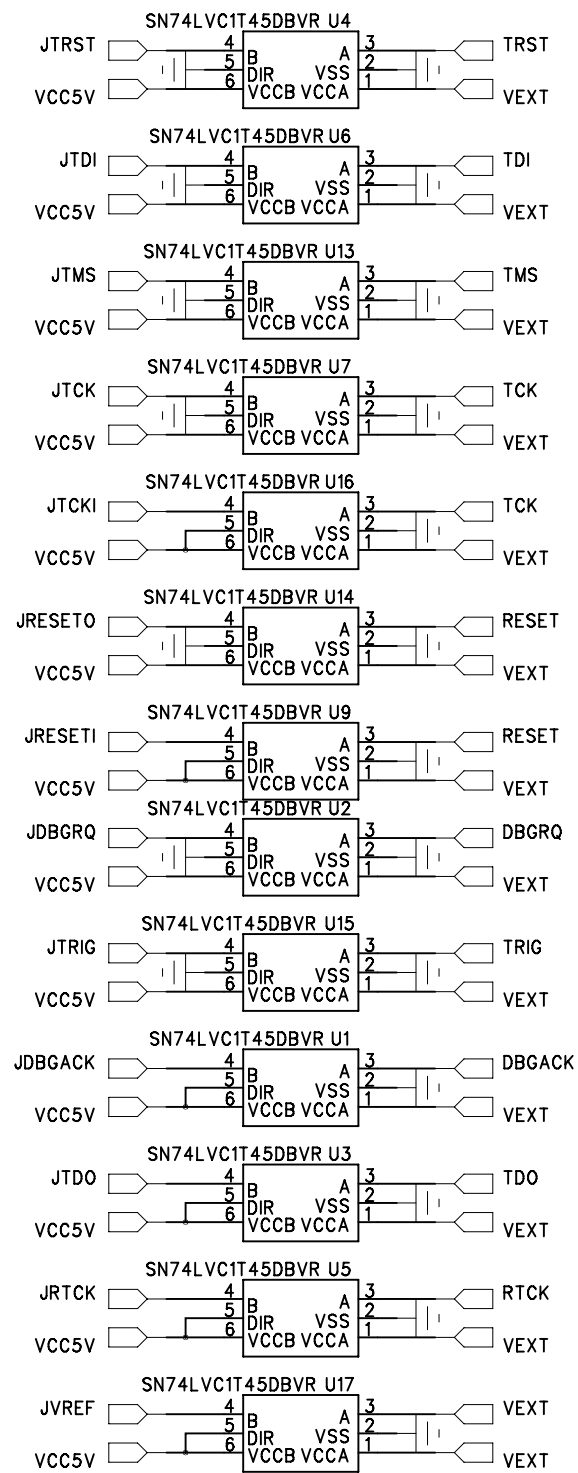 SN74LVC1T45DBVR U4
JTRST 4 B A 3 TRST
5 DIR VSS 2
VCC5V 6 VCCB VCCA 1 VEXT
SN74LVC1T45DBVR U6
JTDI 4 B A 3 TDI
5 DIR VSS 2
VCC5V 6 VCCB VCCA 1 VEXT
SN74LVC1T45DBVR U13
JTMS 4 B A 3 TMS
5 DIR VSS 2
VCC5V 6 VCCB VCCA 1 VEXT
SN74LVC1T45DBVR U7
JTCK 4 B A 3 TCK
5 DIR VSS 2
VCC5V 6 VCCB VCCA 1 VEXT
SN74LVC1T45DBVR U16
JTCKI 4 B A 3 TCK
5 DIR VSS 2
VCC5V 6 VCCB VCCA 1 VEXT
SN74LVC1T45DBVR U14
JRESETO 4 B A 3 RESET
5 DIR VSS 2
VCC5V 6 VCCB VCCA 1 VEXT
SN74LVC1T45DBVR U9
JRESETI 4 B A 3 RESET
5 DIR VSS 2
VCC5V 6 VCCB VCCA 1 VEXT
SN74LVC1T45DBVR U2
JDBGRQ 4 B A 3 DBGRQ
5 DIR VSS 2
VCC5V 6 VCCB VCCA 1 VEXT
SN74LVC1T45DBVR U15
JTRIG 4 B A 3 TRIG
5 DIR VSS 2
VCC5V 6 VCCB VCCA 1 VEXT
SN74LVC1T45DBVR U1
JDBGACK 4 B A 3 DBGACK
5 DIR VSS 2
VCC5V 6 VCCB VCCA 1 VEXT
SN74LVC1T45DBVR U3
JTDO 4 B A 3 TDO
5 DIR VSS 2
VCC5V 6 VCCB VCCA 1 VEXT
SN74LVC1T45DBVR U5
JRTCK 4 B A 3 RTCK
5 DIR VSS 2
VCC5V 6 VCCB VCCA 1 VEXT
SN74LVC1T45DBVR U17
JVREF 4 B A 3 VEXT
5 DIR VSS 2
VCC5V 6 VCCB VCCA 1 VEXT